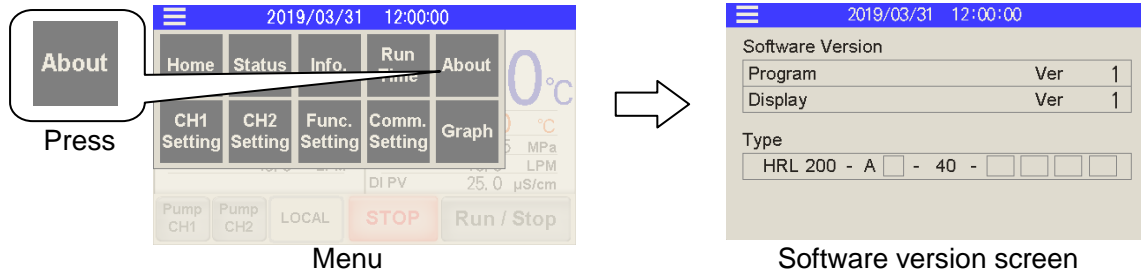 About
Press
2019/03/31 12:00:00
Home Status Info. Run Time About
CH1 Setting CH2 Setting Func. Setting Comm. Setting Graph
0℃
℃
5 MPa
LPM
DI PV 25.0 µS/cm
Pump CH1 Pump CH2 LOCAL STOP Run / Stop
Menu
2019/03/31 12:00:00
Software Version
Program Ver 1
Display Ver 1
Type
HRL 200 - A □ - 40 - □ □ □ □
Software version screen